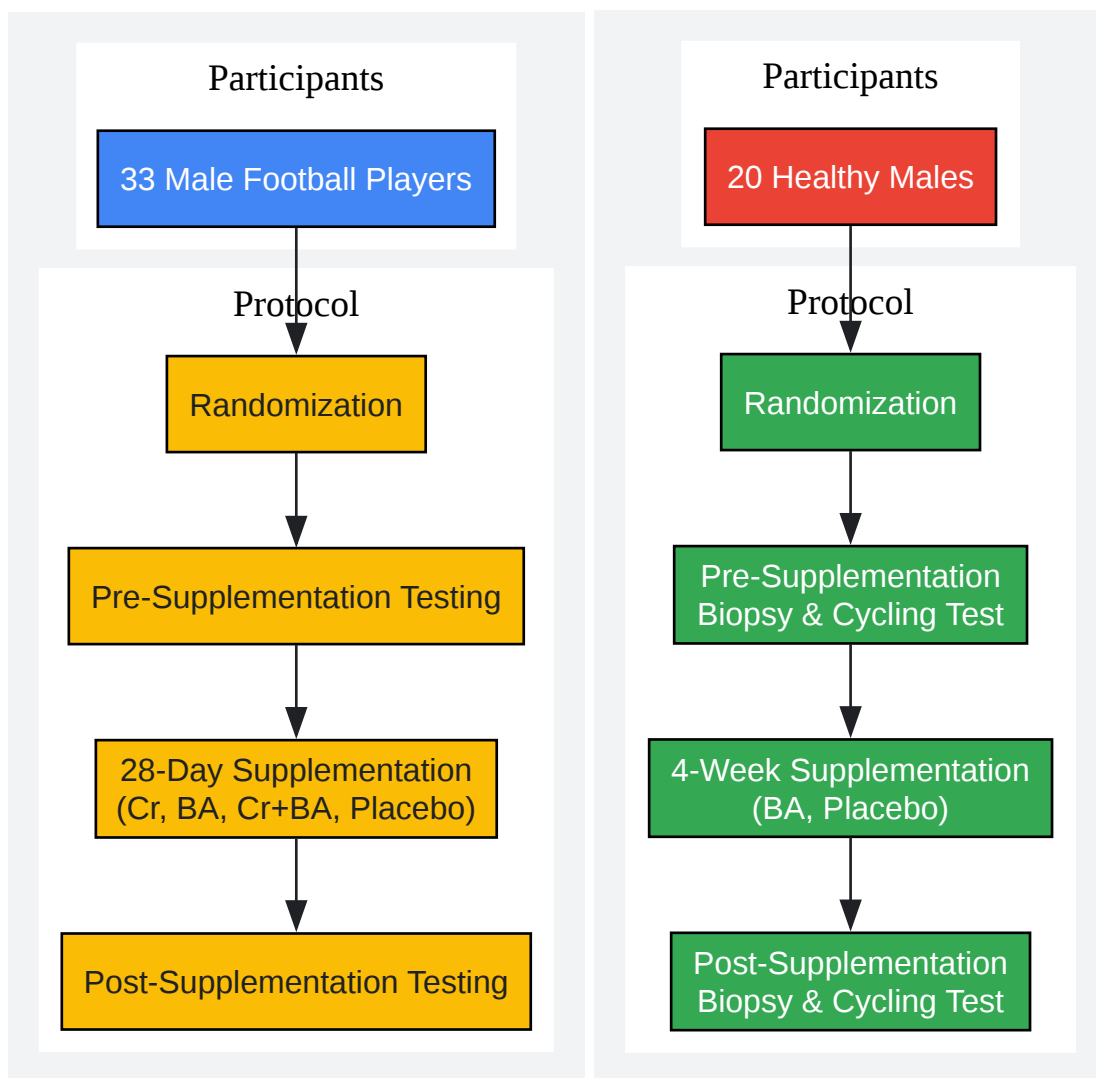 Participants
33 Male Football Players
Protocol
Randomization
Pre-Supplementation Testing
28-Day Supplementation
(Cr, BA, Cr+BA, Placebo)
Post-Supplementation Testing
Participants
20 Healthy Males
Protocol
Randomization
Pre-Supplementation
Biopsy & Cycling Test
4-Week Supplementation
(BA, Placebo)
Post-Supplementation
Biopsy & Cycling Test